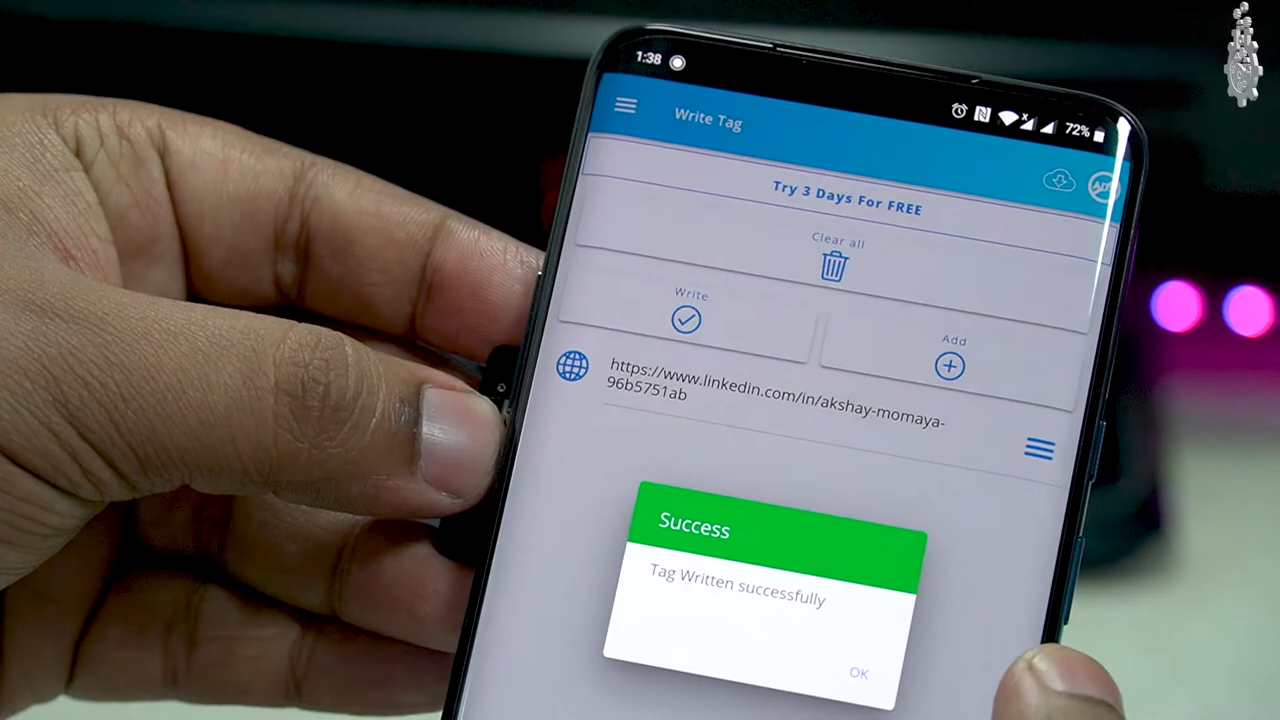 1:38
72%
Write Tag
Try 3 Days For FREE
Clear all
Write
Add
https://www.linkedin.com/in/akshay-momaya-
96b5751ab
Success
Tag Written successfully
OK